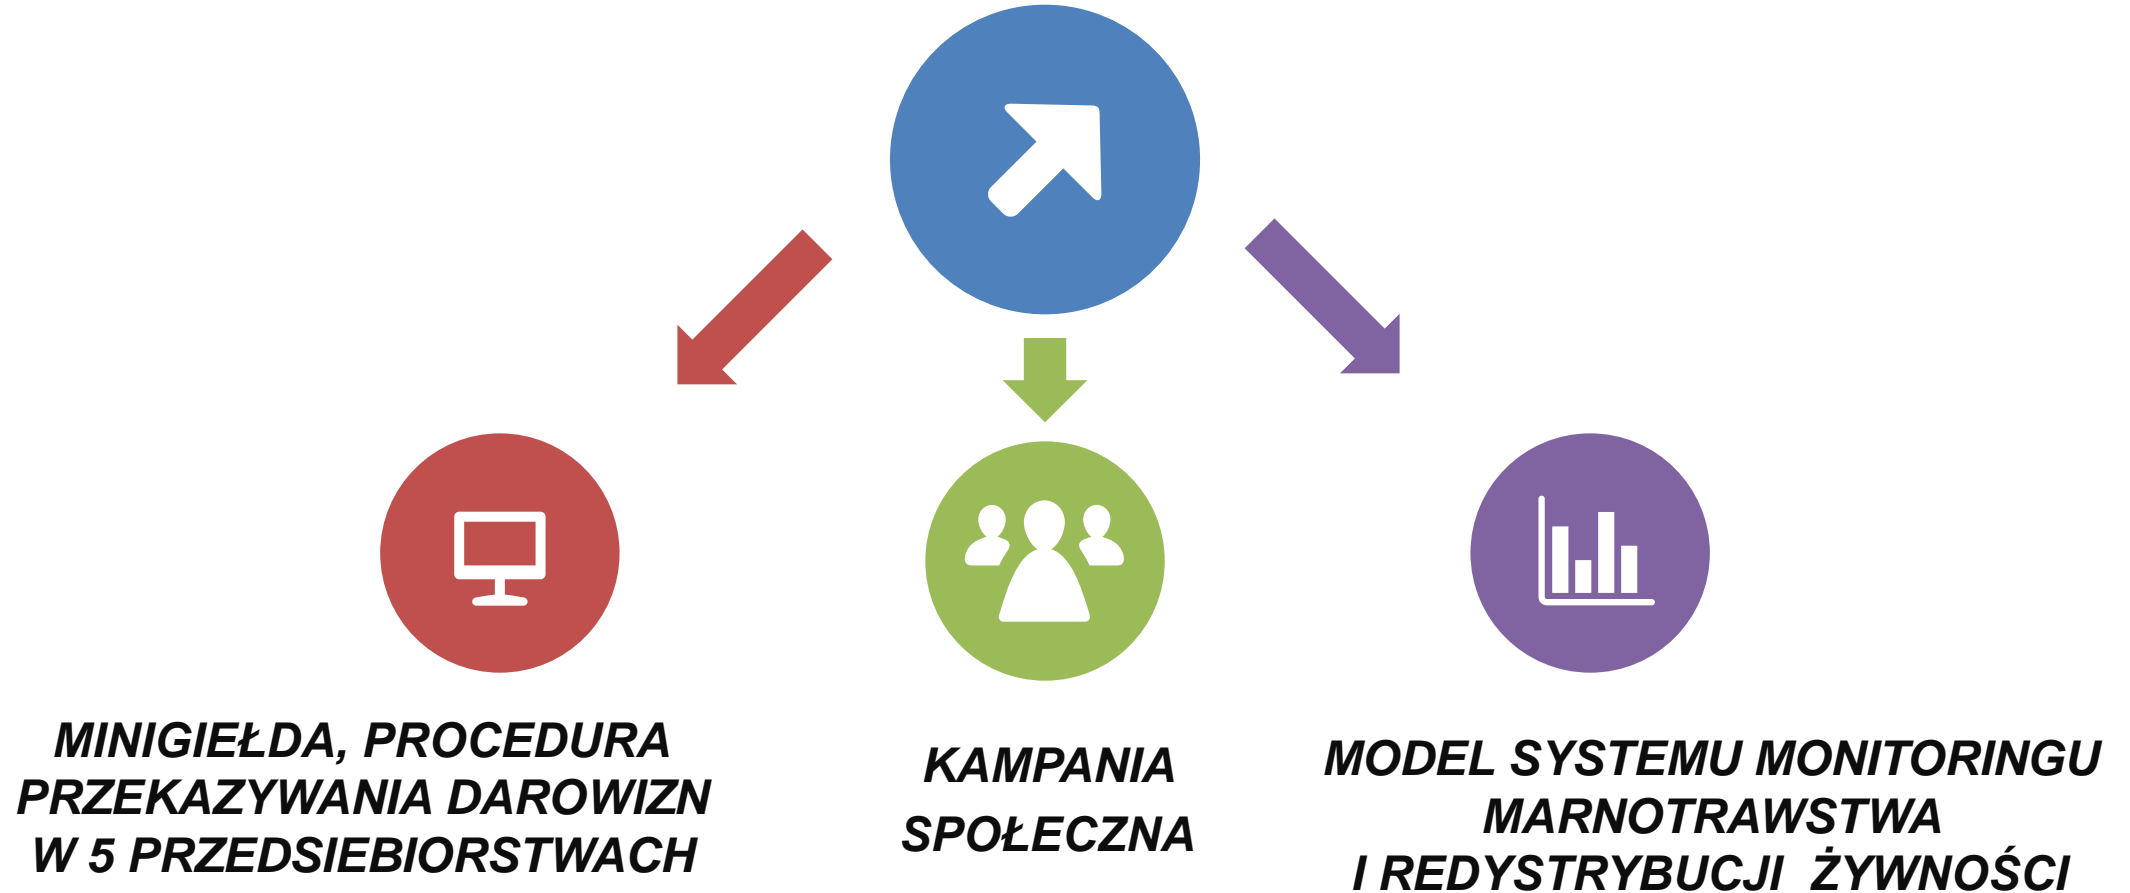 MINIGIEŁDA, PROCEDURA
PRZEKAZYWANIA DAROWIZN
W 5 PRZEDSIEBIORSTWACH
KAMPANIA
SPOŁECZNA
MODEL SYSTEMU MONITORINGU
MARNOTRAWSTWA
I REDYSTRYBUCJI ŻYWNOŚCI